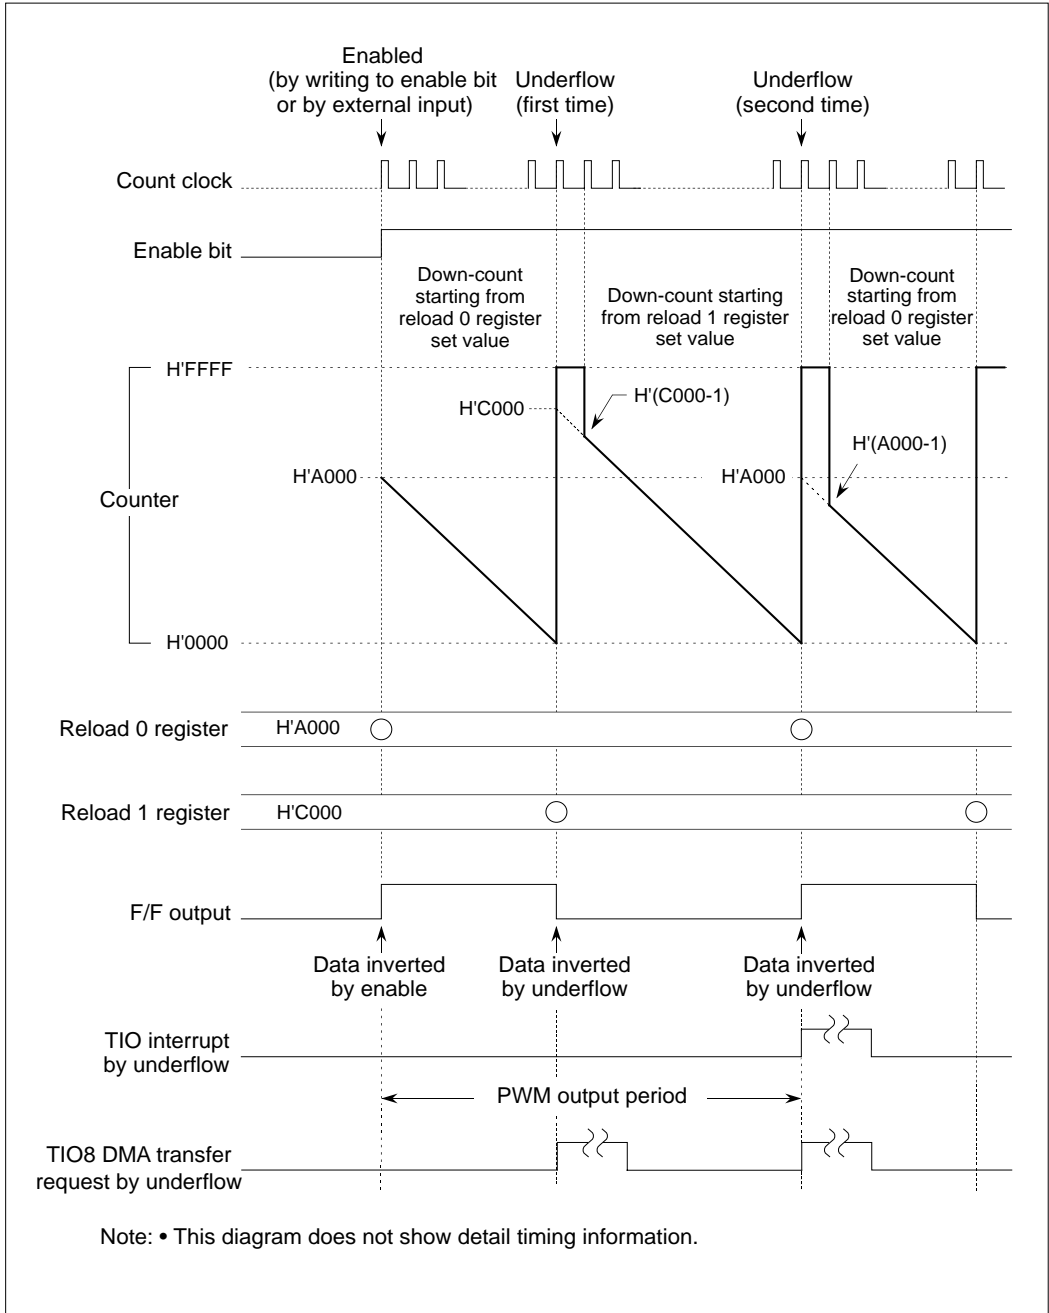 Enabled
(by writing to enable bit
or by external input)
Underflow
(first time)
Underflow
(second time)
Count clock
Enable bit
Down-count
starting from
reload 0 register
set value
Down-count starting
from reload 1 register
set value
Down-count
starting from
reload 0 register
set value
H'FFFF
H'C000
H'(C000-1)
H'(A000-1)
H'A000
H'A000
Counter
H'0000
Reload 0 register
H'A000
Reload 1 register
H'C000
F/F output
Data inverted
by enable
Data inverted
by underflow
Data inverted
by underflow
TIO interrupt
by underflow
PWM output period
TIO8 DMA transfer
request by underflow
Note: • This diagram does not show detail timing information.